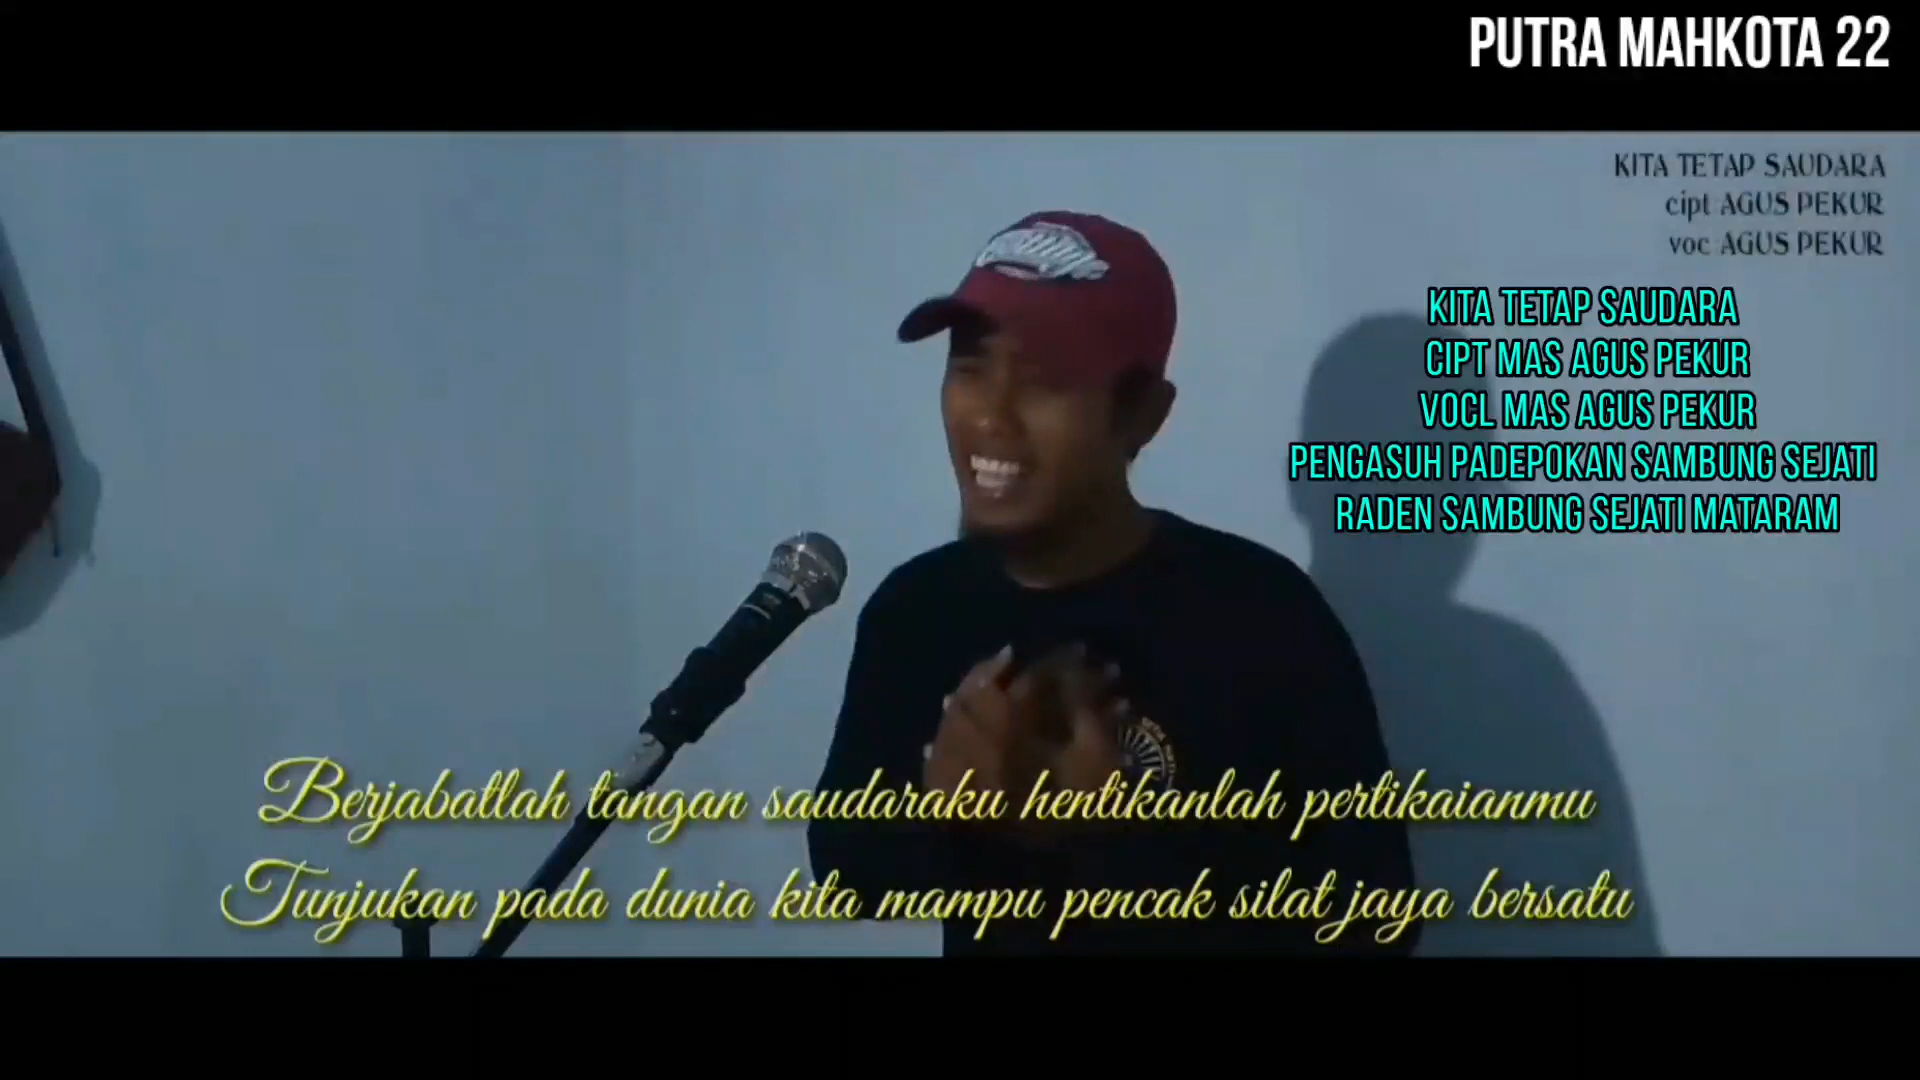 PUTRA MAHKOTA 22
KITA TETAP SAUDARA
cipt AGUS PEKUR
voc AGUS PEKUR
KITA TETAP SAUDARA
CIPT MAS AGUS PEKUR
VOCL MAS AGUS PEKUR
PENGASUH PADEPOKAN SAMBUNG SEJATI
RADEN SAMBUNG SEJATI MATARAM
Berjabatlah tangan saudaraku hentikanlah pertikaianmu
Tunjukan pada dunia kita mampu pencak silat jaya bersatu